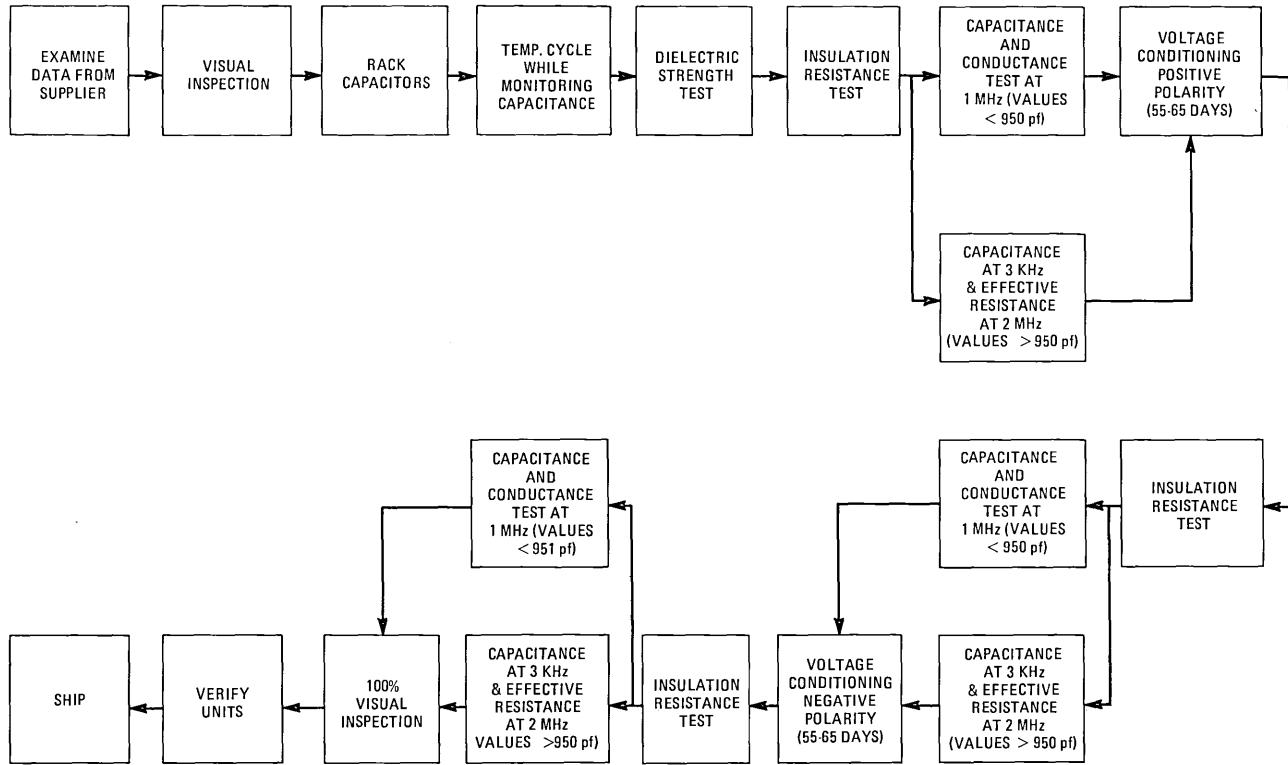 EXAMINE
DATA FROM
SUPPLIER
VISUAL
INSPECTION
RACK
CAPACITORS
TEMP. CYCLE
WHILE
MONITORING
CAPACITANCE
DIELECTRIC
STRENGTH
TEST
INSULATION
RESISTANCE
TEST
CAPACITANCE
AND
CONDUCTANCE
TEST AT
1 MHz (VALUES
< 950 pf)
VOLTAGE
CONDITIONING
POSITIVE
POLARITY
(55-65 DAYS)
CAPACITANCE
AT 3 KHz
& EFFECTIVE
RESISTANCE
AT 2 MHz
(VALUES > 950 pf)
INSULATION
RESISTANCE
TEST
CAPACITANCE
AND
CONDUCTANCE
TEST AT
1 MHz (VALUES
< 950 pf)
CAPACITANCE
AT 3 KHz
& EFFECTIVE
RESISTANCE
AT 2 MHz
(VALUES > 950 pf)
VOLTAGE
CONDITIONING
NEGATIVE
POLARITY
(55-65 DAYS)
INSULATION
RESISTANCE
TEST
CAPACITANCE
AND
CONDUCTANCE
TEST AT
1 MHz (VALUES
< 951 pf)
CAPACITANCE
AT 3 KHz
& EFFECTIVE
RESISTANCE
AT 2 MHz
VALUES >950 pf)
100%
VISUAL
INSPECTION
VERIFY
UNITS
SHIP